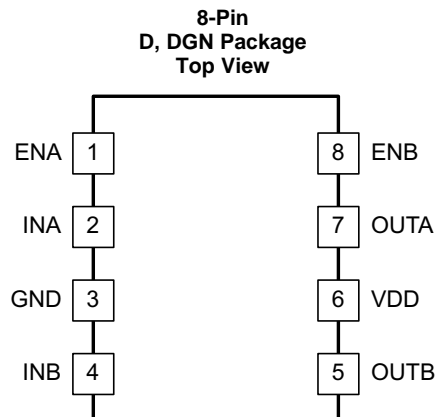 8-Pin
D, DGN Package
Top View
ENA 1 8 ENB
INA 2 7 OUTA
GND 3 6 VDD
INB 4 5 OUTB